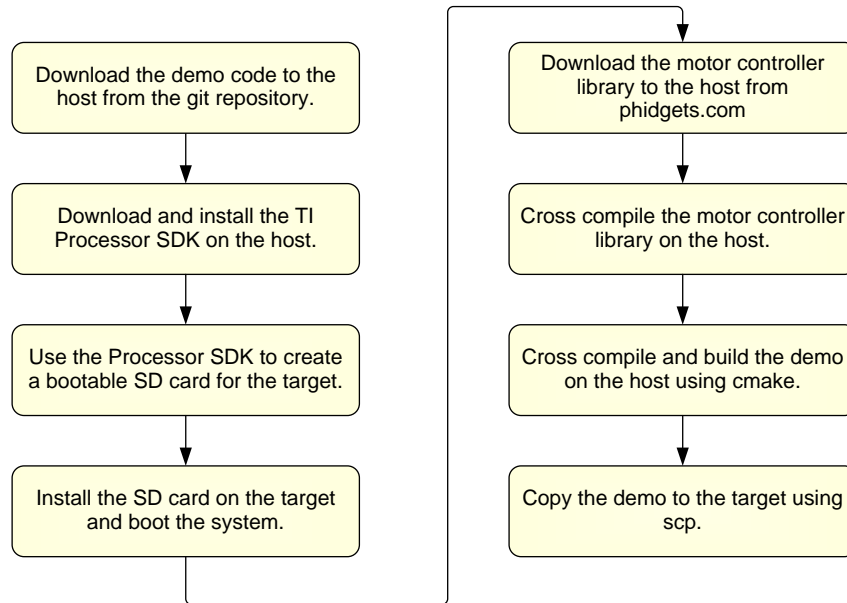 Download the demo code to the
host from the git repository.
Download and install the TI
Processor SDK on the host.
Use the Processor SDK to create
a bootable SD card for the target.
Install the SD card on the target
and boot the system.
Download the motor controller
library to the host from
phidgets.com
Cross compile the motor controller
library on the host.
Cross compile and build the demo
on the host using cmake.
Copy the demo to the target using
scp.